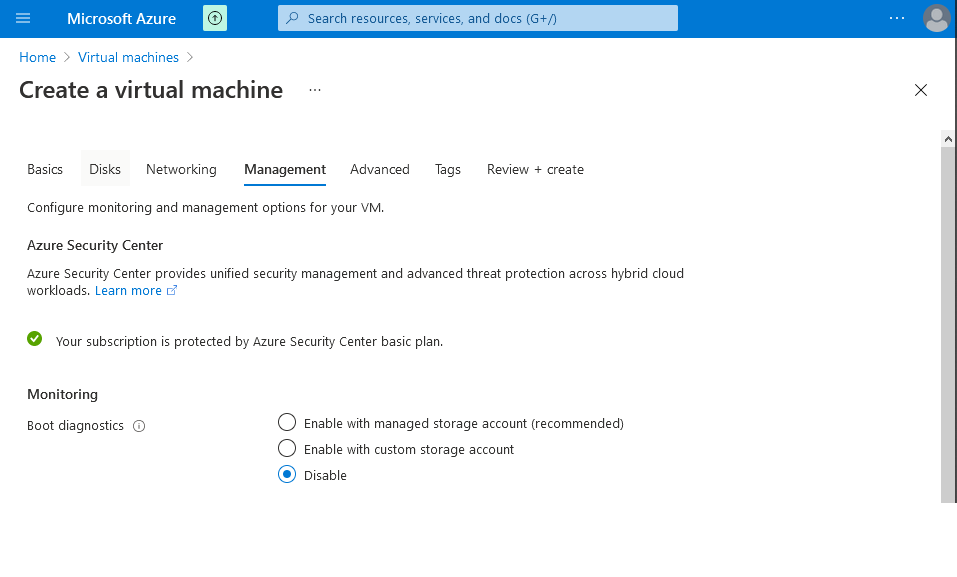 Microsoft Azure
Search resources, services, and docs (G+/)
Home > Virtual machines >
Create a virtual machine ...
Basics Disks Networking Management Advanced Tags Review + create
Configure monitoring and management options for your VM.
Azure Security Center
Azure Security Center provides unified security management and advanced threat protection across hybrid cloud
workloads. Learn more
Your subscription is protected by Azure Security Center basic plan.
Monitoring
Boot diagnostics
Enable with managed storage account (recommended)
Enable with custom storage account
Disable